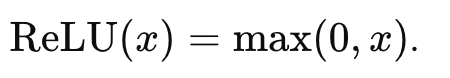 ReLU(x) = max(0, x).